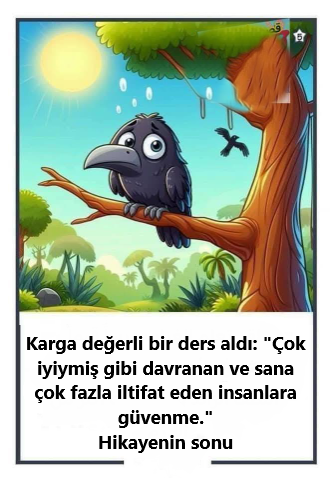 5
Karga değerli bir ders aldı: "Çok
iyiymiş gibi davranan ve sana
çok fazla iltifat eden insanlara
güvenme."
Hikayenin sonu